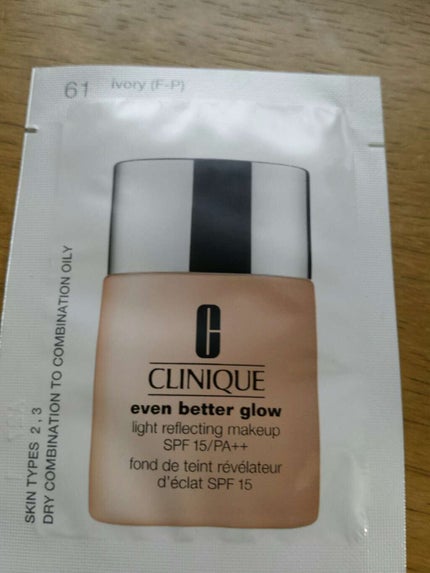 61 Ivory (F-P)
CLINIQUE
even better glow
light reflecting makeup
SPF 15/PA++
fond de teint révélateur
d'éclat SPF 15
SKIN TYPES 2, 3
DRY COMBINATION TO COMBINATION OILY